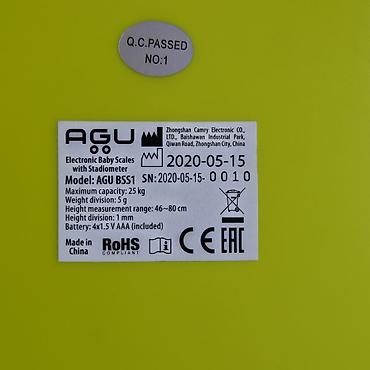 Q.C.PASSED
NO:1
AGU
Zhongshan Camry Electronic CO.,
LTD., Baishawan Industrial Park,
Qiwan Road, Zhongshan City, China
Electronic Baby Scales
with Stadiometer
2020-05-15
Model: AGU BSS1
SN: 2020-05-15- 0010
Maximum capacity: 25 kg
Weight division: 5 g
Height measurement range: 46~80 cm
Height division: 1 mm
Battery: 4x1.5 V AAA (included)
Made in
China
RoHS
COMPLIANT
CE EAC